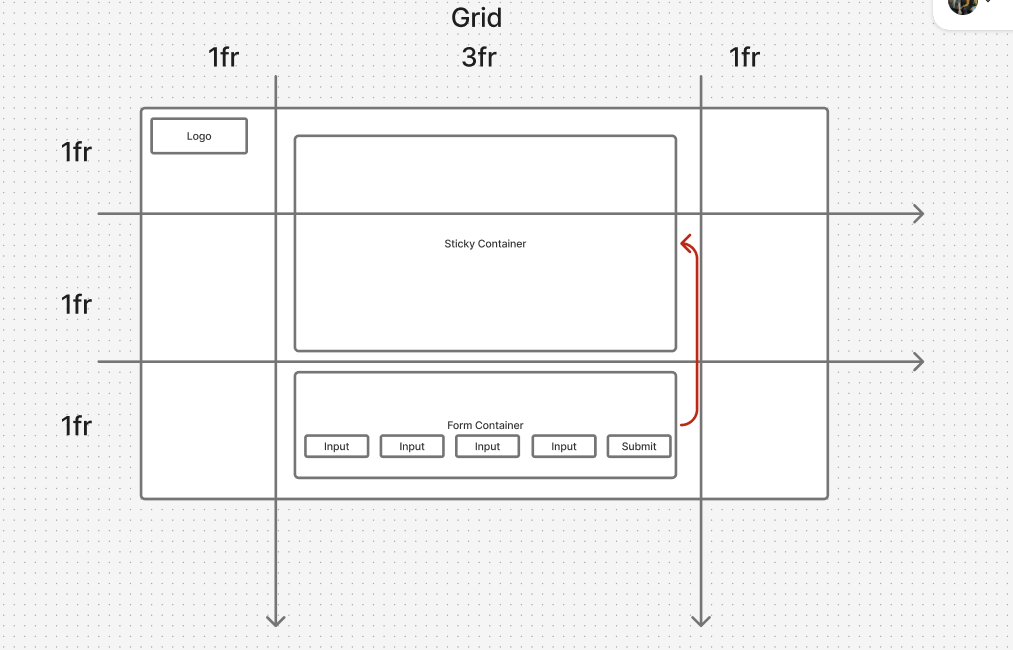 Grid
1fr 3fr 1fr
Logo
1fr
Sticky Container
1fr
Form Container
1fr
Input Input Input Input Submit